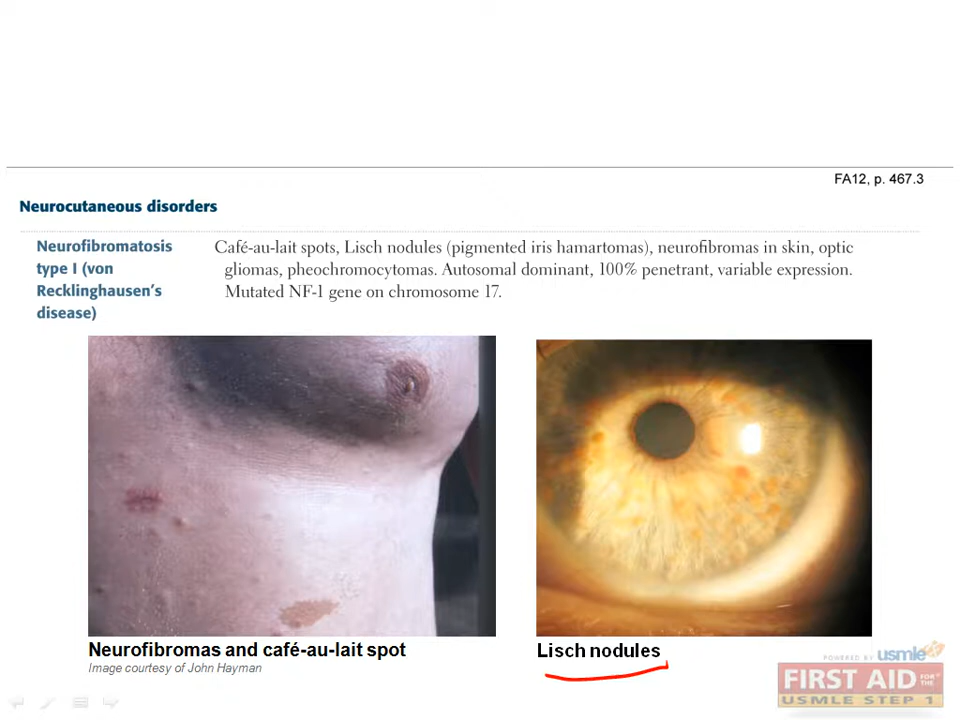 FA12, p. 467.3
Neurocutaneous disorders
Neurofibromatosis
type I (von
Recklinghausen's
disease)
Café-au-lait spots, Lisch nodules (pigmented iris hamartomas), neurofibromas in skin, optic
gliomas, pheochromocytomas. Autosomal dominant, 100% penetrant, variable expression.
Mutated NF-1 gene on chromosome 17.
Neurofibromas and café-au-lait spot
Image courtesy of John Hayman
Lisch nodules
POWERED BY usmle
FIRST AID FOR THE
USMLE STEP 1